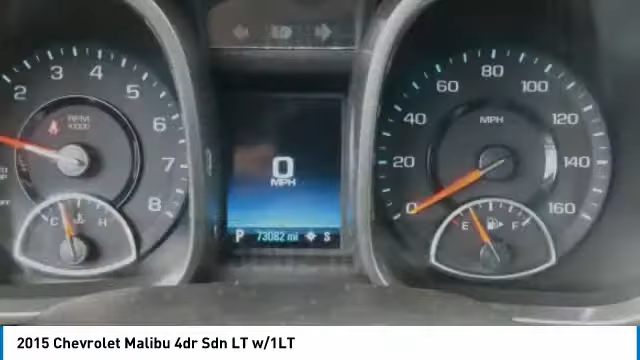 2 3 4 5 6 7 8
RPM
x1000
C H
0
MPH
P 73082 mi S
0 20 40 60 80 100 120 140 160
MPH
E F
2015 Chevrolet Malibu 4dr Sdn LT w/1LT